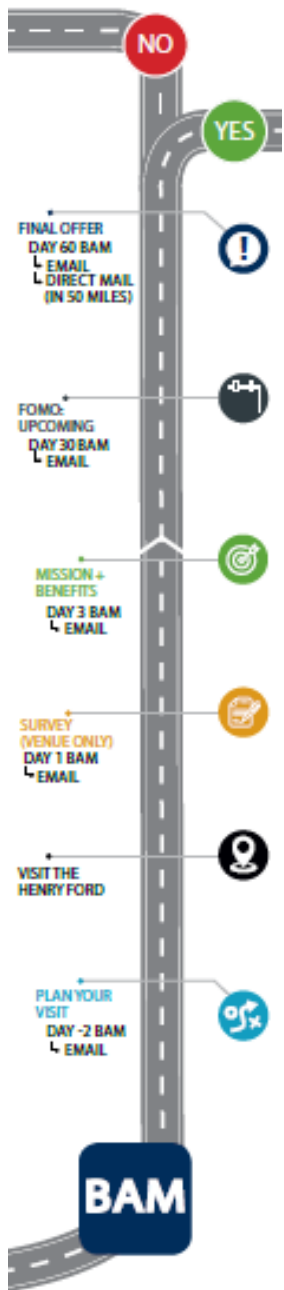 NO
YES
FINAL OFFER
DAY 60 BAM
EMAIL
DIRECT MAIL
(IN 50 MILES)
FOMO:
UPCOMING
DAY 30 BAM
EMAIL
MISSION +
BENEFITS
DAY 3 BAM
EMAIL
SURVEY
(VENUE ONLY)
DAY 1 BAM
EMAIL
VISIT THE
HENRY FORD
PLAN YOUR
VISIT
DAY -2 BAM
EMAIL
BAM